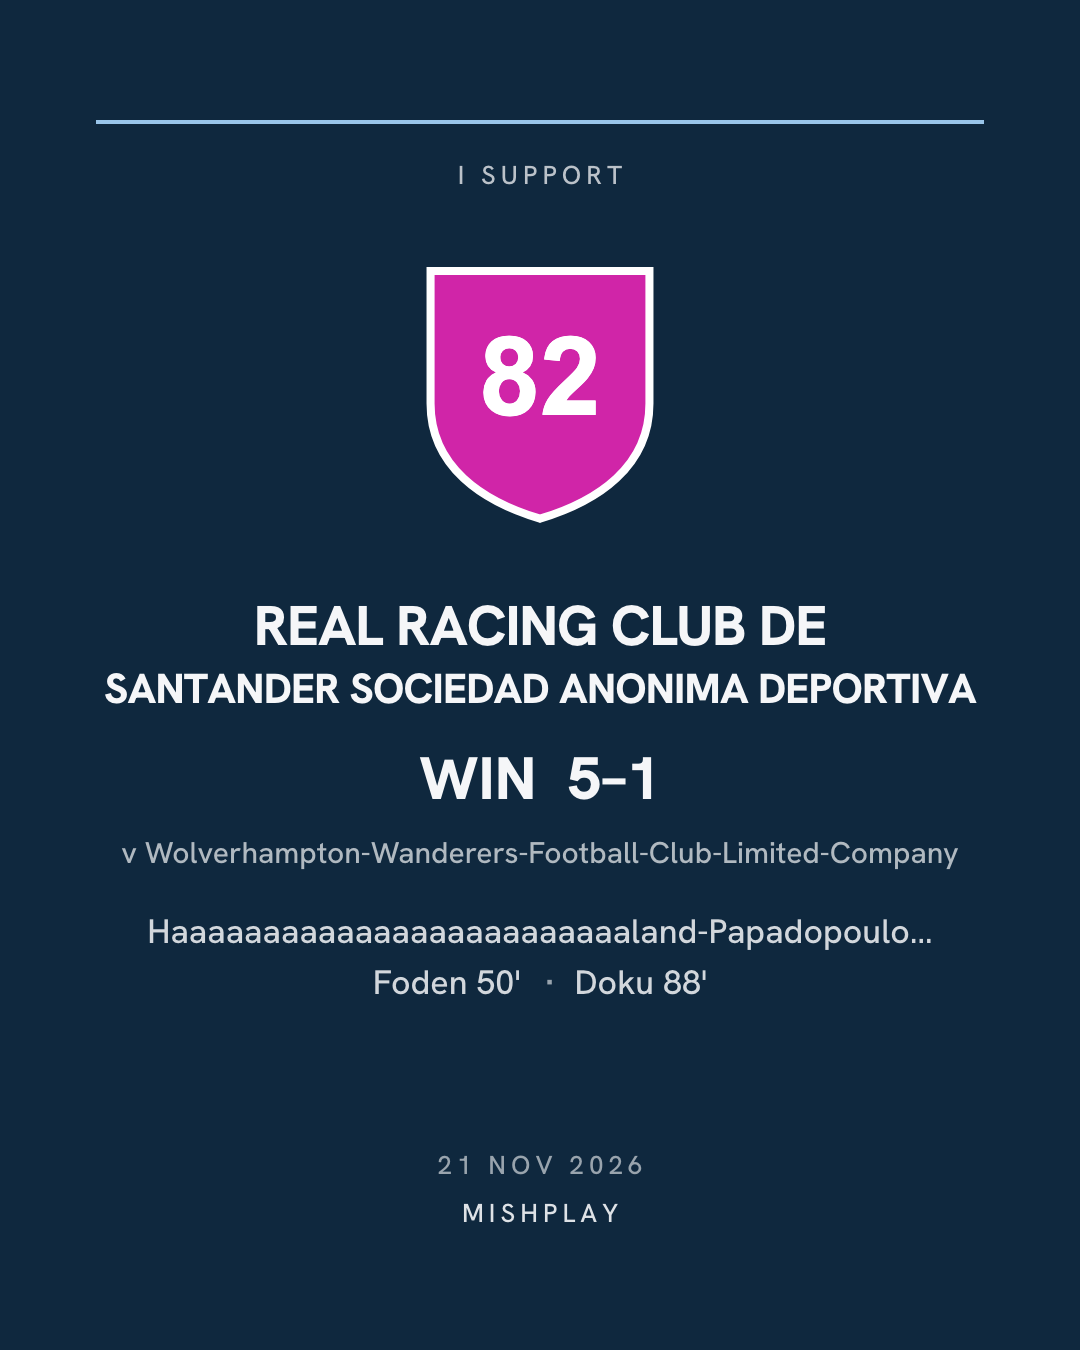 I SUPPORT
82
REAL RACING CLUB DE
SANTANDER SOCIEDAD ANONIMA DEPORTIVA
WIN 5–1
v Wolverhampton-Wanderers-Football-Club-Limited-Company
Haaaaaaaaaaaaaaaaaaaaaaaaaland-Papadopoulo...
Foden 50' · Doku 88'
21 NOV 2026
MISHPLAY